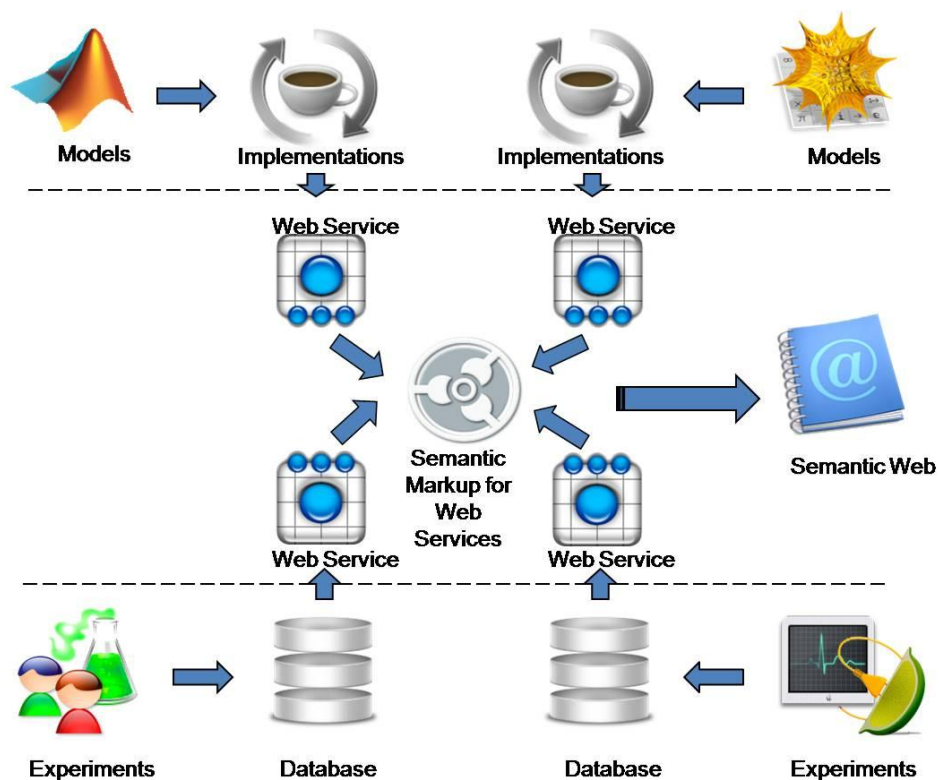 Models
Implementations
Implementations
Models
Web Service
Web Service
@
Semantic
Markup for
Web
Services
Semantic Web
Web Service
Web Service
Experiments
Database
Database
Experiments